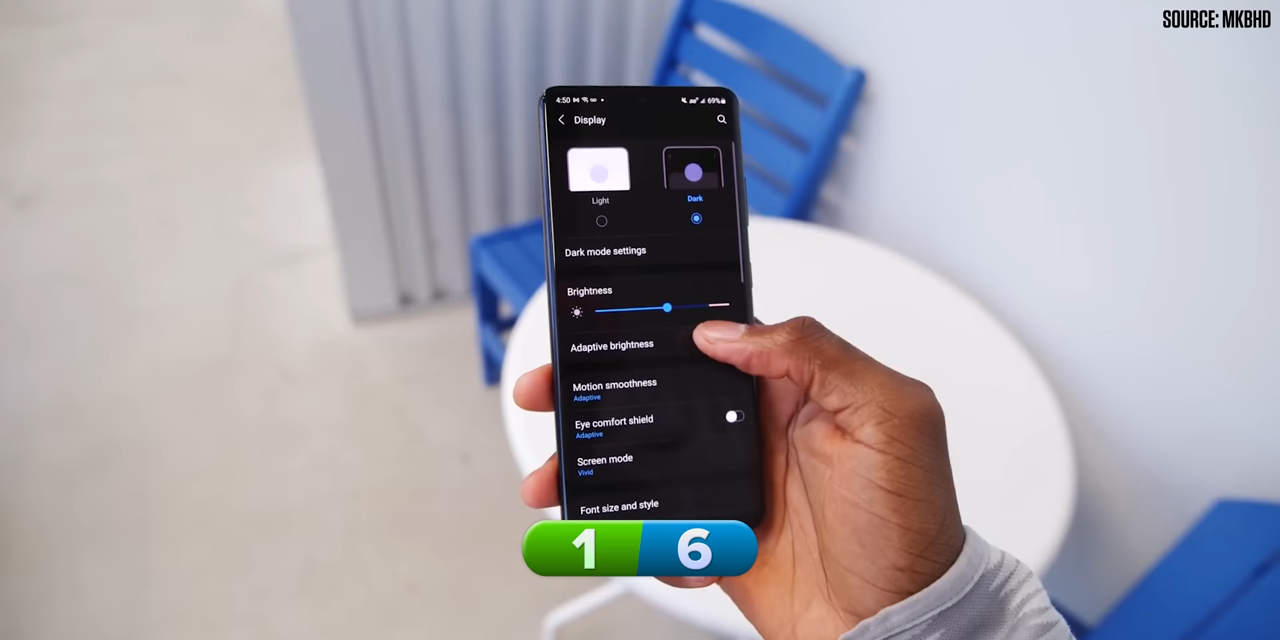 SOURCE: MKBHD
4:50
69%
Display
Light
Dark
Dark mode settings
Brightness
Adaptive brightness
Motion smoothness
Adaptive
Eye comfort shield
Adaptive
Screen mode
Vivid
Font size and style
1 6